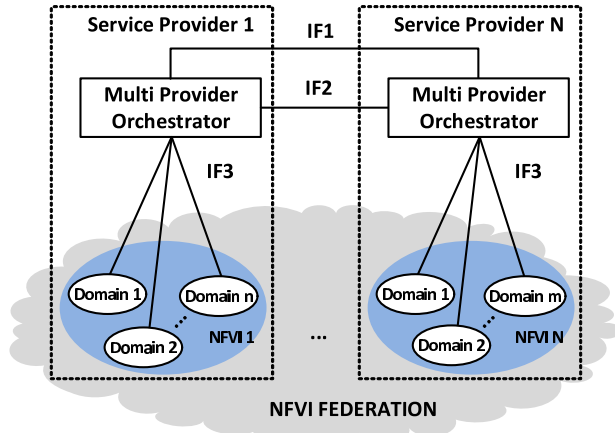 Service Provider 1
IF1
Service Provider N
Multi Provider
Orchestrator
IF2
Multi Provider
Orchestrator
IF3
IF3
Domain 1
Domain n
Domain 2
NFVI 1
...
Domain 1
Domain m
Domain 2
NFVI N
NFVI FEDERATION